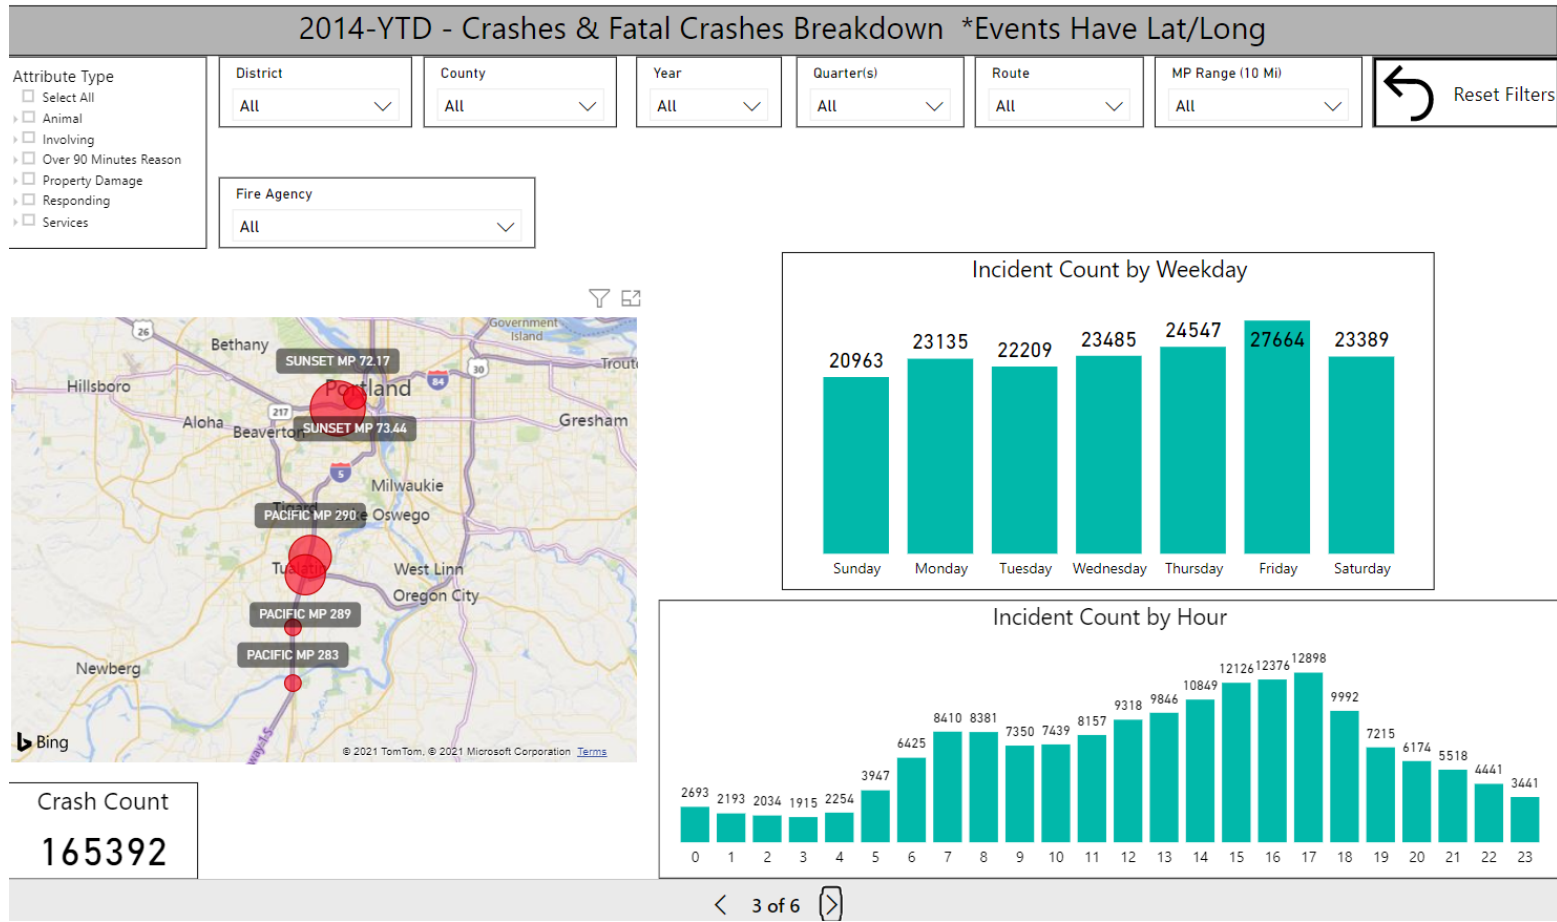 2014-YTD - Crashes & Fatal Crashes Breakdown *Events Have Lat/Long
Attribute Type
Select All
Animal
Involving
Over 90 Minutes Reason
Property Damage
Responding
Services
District
All
County
All
Year
All
Quarter(s)
All
Route
All
MP Range (10 Mi)
All
Reset Filters
Fire Agency
All
26
Bethany
Government
Island
SUNSET MP 72.17
30
Hillsboro
Portland
84
217
Aloha
Beaverton
SUNSET MP 73.44
Gresham
5
Milwaukie
PACIFIC MP 290
Oswego
West Linn
Oregon City
PACIFIC MP 289
PACIFIC MP 283
Newberg
Bing
© 2021 TomTom, © 2021 Microsoft Corporation Terms
Crash Count
165392
Incident Count by Weekday
20963 23135 22209 23485 24547 27664 23389
Sunday Monday Tuesday Wednesday Thursday Friday Saturday
Incident Count by Hour
2693 2193 2034 1915 2254 3947 6425 8410 8381 7350 7439 8157 9318 9846 10849 12126 12376 12898 9992 7215 6174 5518 4441 3441
0 1 2 3 4 5 6 7 8 9 10 11 12 13 14 15 16 17 18 19 20 21 22 23
3 of 6